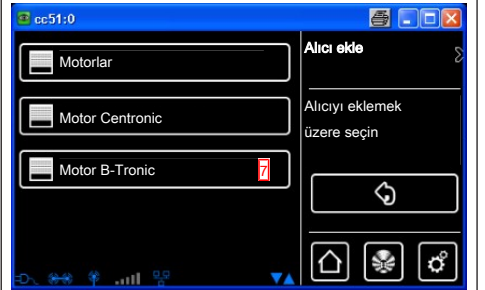 cc51:0
Motorlar
Motor Centronic
Motor B-Tronic
7
Alıcı ekle
Alıcıyı eklemek
üzere seçin